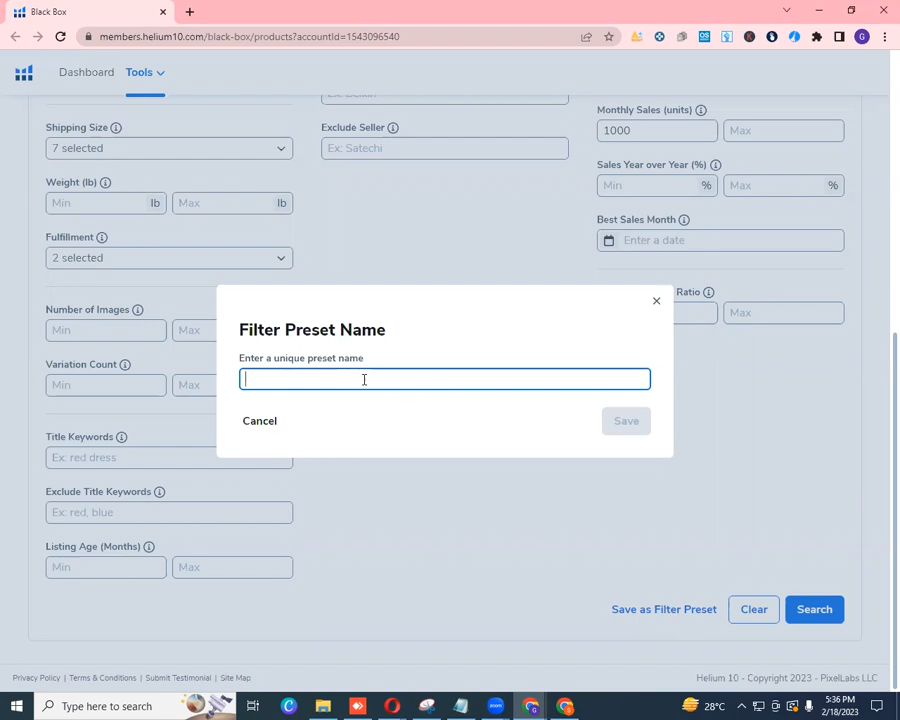 Black Box
members.helium10.com/black-box/products?accountId=1543096540
G
Dashboard
Tools
Shipping Size
7 selected
Weight (lb)
Min lb Max lb
Fulfillment
2 selected
Number of Images
Min Max
Variation Count
Min Max
Title Keywords
Ex: red dress
Exclude Title Keywords
Ex: red, blue
Listing Age (Months)
Min Max
Exclude Seller
Ex: Satechi
Monthly Sales (units)
1000 Max
Sales Year over Year (%)
Min % Max %
Best Sales Month
Enter a date
Ratio
Max
Filter Preset Name
Enter a unique preset name
Cancel Save
Save as Filter Preset Clear Search
Privacy Policy | Terms & Conditions | Submit Testimonial | Site Map
Helium 10 - Copyright 2023 - PixelLabs LLC
Type here to search
zoom
28°C
5:36 PM
2/18/2023